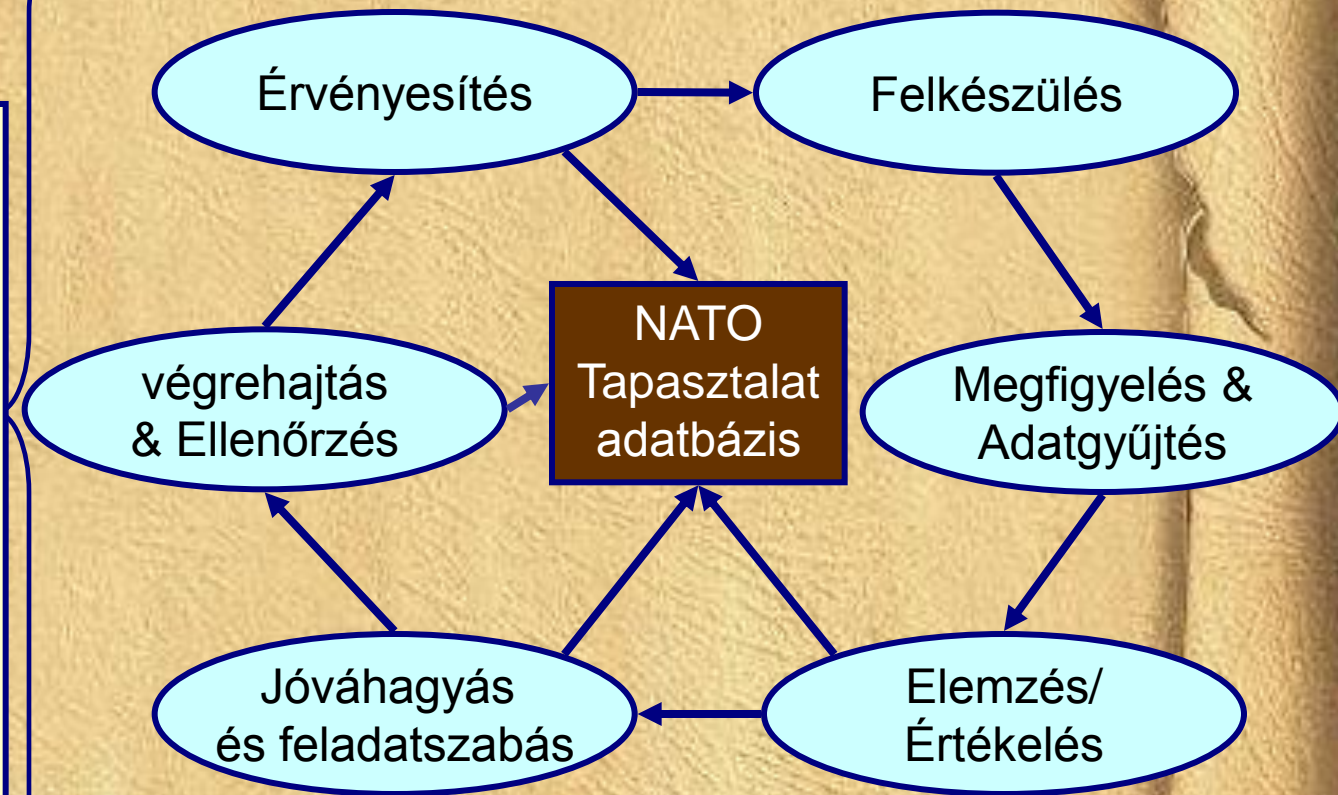 Érvényesítés
Felkészülés
NATO
Tapasztalat
adatbázis
végrehajtás
& Ellenőrzés
Megfigyelés &
Adatgyűjtés
Jóváhagyás
és feladatszabás
Elemzés/
Értékelés